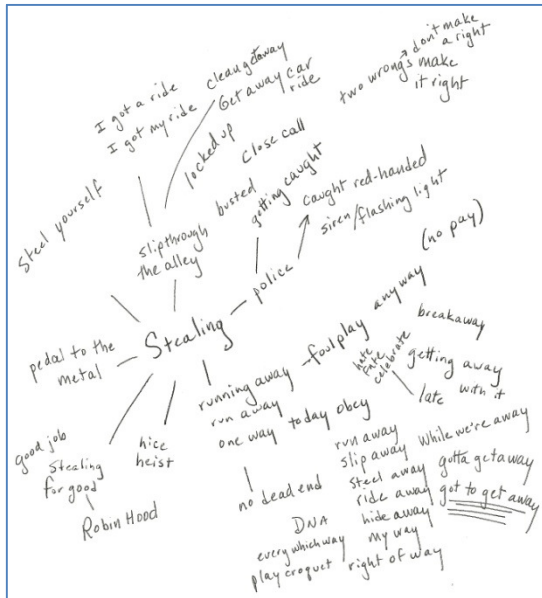 I got a ride
I got my ride
clean getaway
Get away car
ride
two wrongs make
it right
don't make
a right
locked up
Close call
steel yourself
slip through
the alley
busted
getting caught
caught red-handed
siren/flashing light
police
Stealing
(no pay)
pedal to the
metal
running away
run away
one way
foul play
anyway
today obey
hate
fate
celebrate
breakaway
getting away
with it
late
good job
Stealing
for good
Robin Hood
nice
heist
no dead end
run away
slip away
steel away
ride away
hide away
my way
right of way
while we're away
gotta getaway
got to get away
DNA
every which way
play croquet